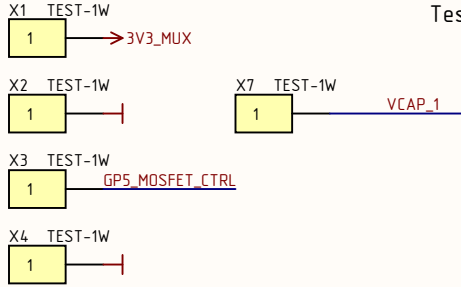 X1 TEST-1W
1
3V3_MUX
X2 TEST-1W
1
X7 TEST-1W
1
VCAP_1
X3 TEST-1W
1
GP5_MOSFET_CTRL
X4 TEST-1W
1
Tes